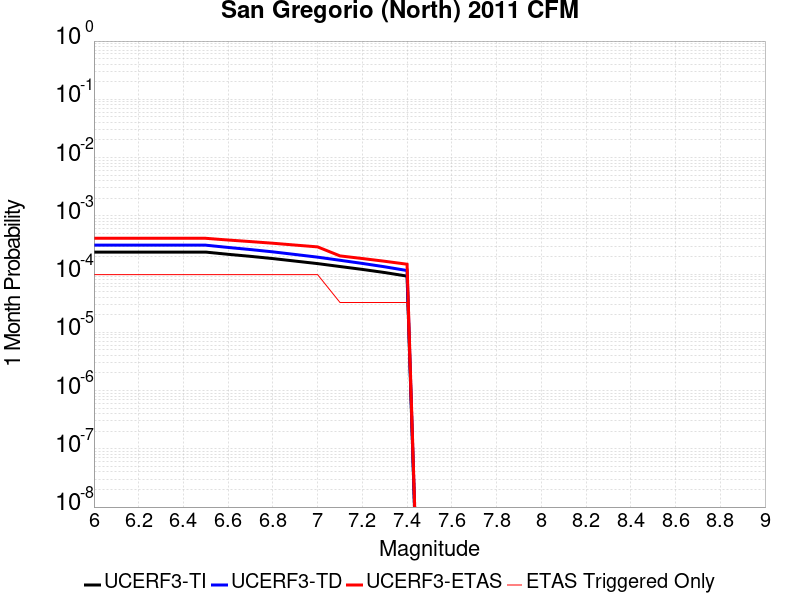 San Gregorio (North) 2011 CFM
10^0
10^-1
10^-2
10^-3
10^-4
10^-5
10^-6
10^-7
10^-8
1 Month Probability
6 6.2 6.4 6.6 6.8 7 7.2 7.4 7.6 7.8 8 8.2 8.4 8.6 8.8 9
Magnitude
UCERF3-TI UCERF3-TD UCERF3-ETAS ETAS Triggered Only